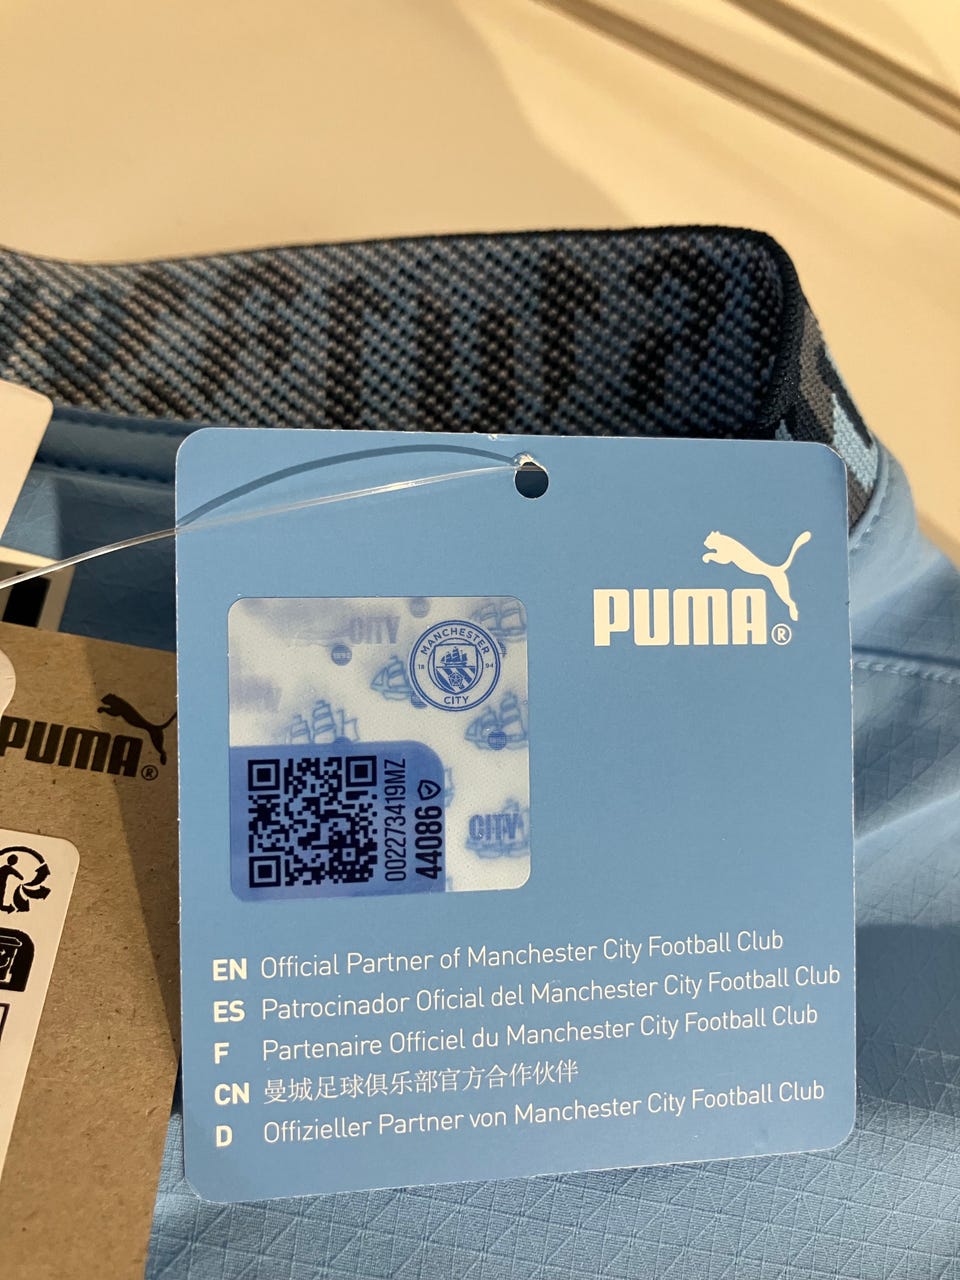 PUMA®
CITY
MANCHESTER
18 94
CITY
CITY
002273419MZ
44086
EN Official Partner of Manchester City Football Club
ES Patrocinador Oficial del Manchester City Football Club
F Partenaire Officiel du Manchester City Football Club
CN 曼城足球俱乐部官方合作伙伴
D Offizieller Partner von Manchester City Football Club
PUMA®